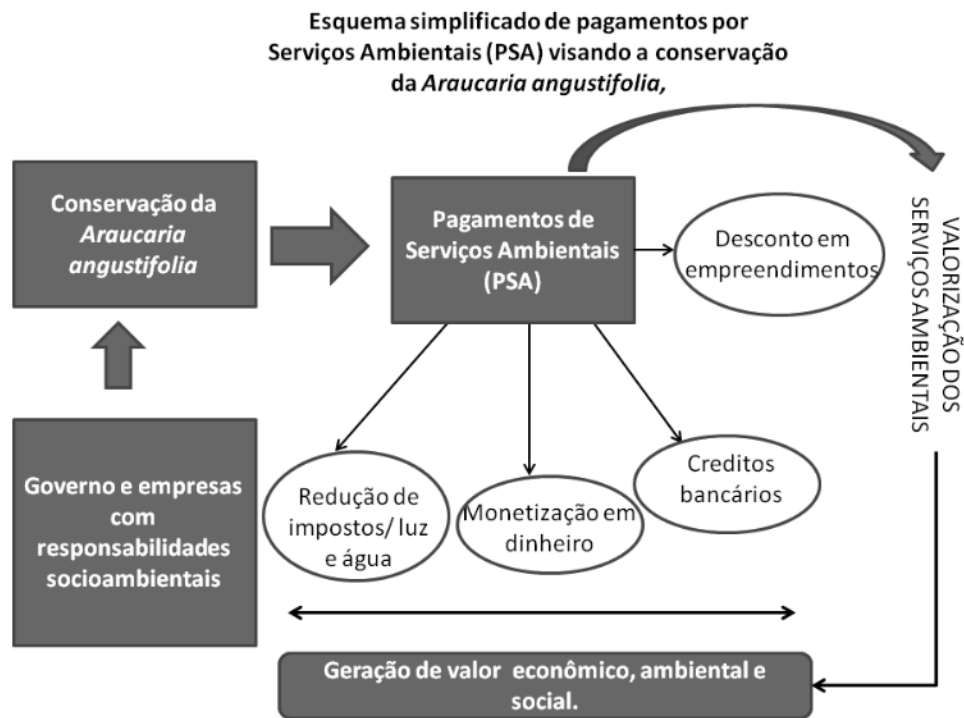 Esquema simplificado de pagamentos por
Serviços Ambientais (PSA) visando a conservação
da Araucaria angustifolia,
Conservação da
Araucaria
angustifolia
Pagamentos de
Serviços Ambientais
(PSA)
Desconto em
empreendimentos
VALORIZAÇÃO DOS
SERVIÇOS AMBIENTAIS
Governo e empresas
com
responsabilidades
socioambientais
Redução de
impostos/ luz
e água
Monetização em
dinheiro
Creditos
bancários
Geração de valor econômico, ambiental e
social.